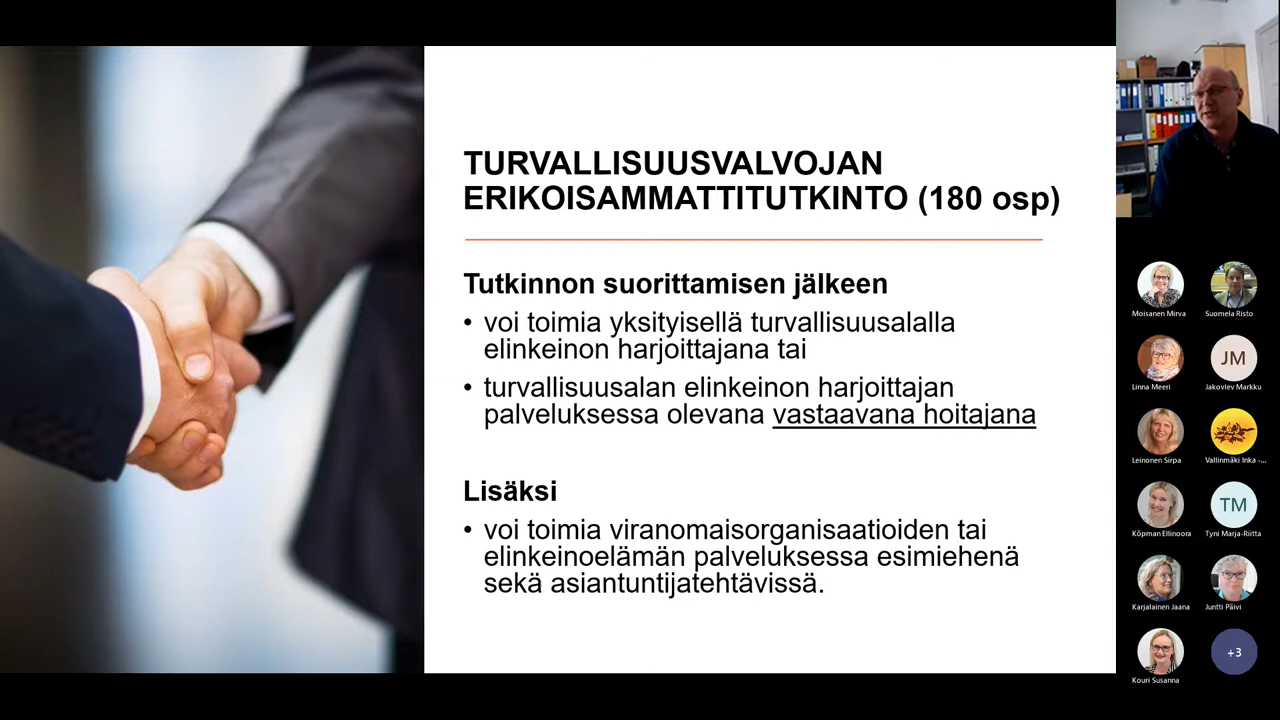 TURVALLISUUSVALVOJAN
ERIKOISAMMATTITUTKINTO (180 osp)
Tutkinnon suorittamisen jälkeen
• voi toimia yksityisellä turvallisuusalalla
elinkeinon harjoittajana tai
• turvallisuusalan elinkeinon harjoittajan
palveluksessa olevana vastaavana hoitajana
Lisäksi
• voi toimia viranomaisorganisaatioiden tai
elinkeinoelämän palveluksessa esimiehenä
sekä asiantuntijatehtävissä.
Moisanen Mirva
Suomela Risto
JM
Linna Meeri
Jakovlev Markku
Leinonen Sirpa
Vallinmäki Inka -...
TM
Köpman Ellinoora
Tyni Marja-Riitta
Karjalainen Jaana
Juntti Päivi
+3
Kouri Susanna